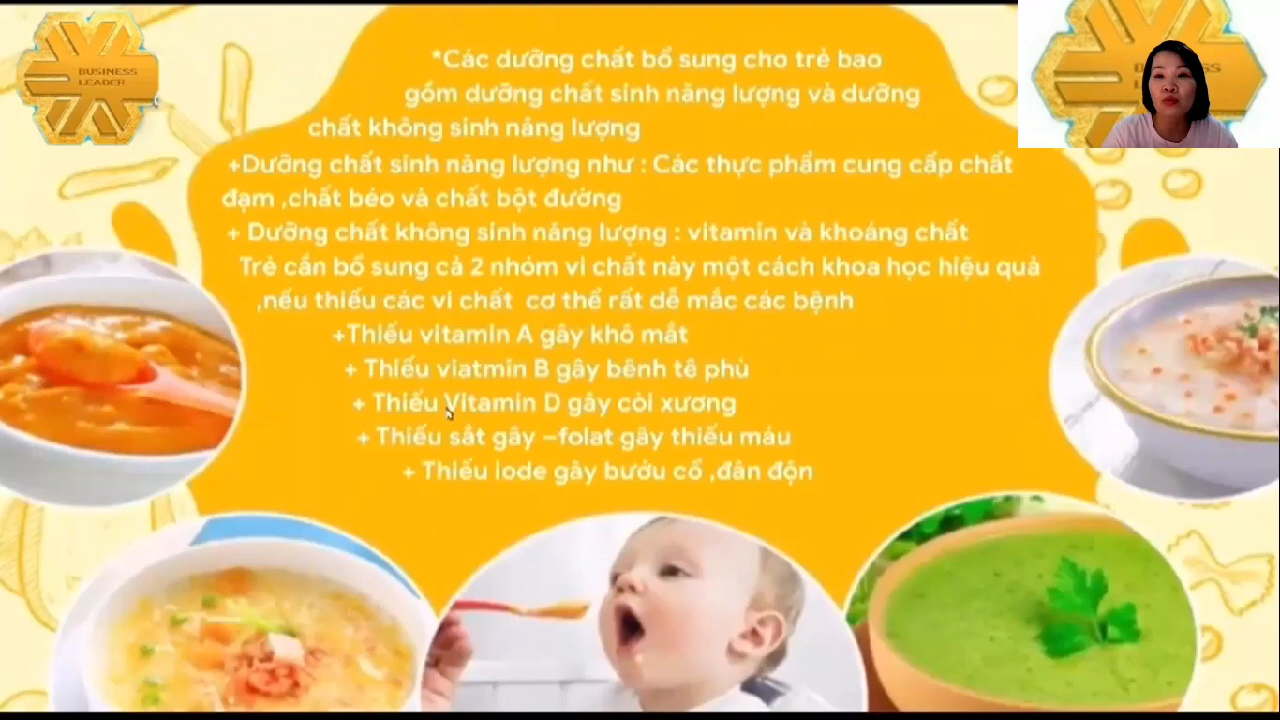 BUSINESS
LEADER
*Các dưỡng chất bổ sung cho trẻ bao
gồm dưỡng chất sinh năng lượng và dưỡng
chất không sinh năng lượng
+Dưỡng chất sinh năng lượng như : Các thực phẩm cung cấp chất
đạm ,chất béo và chất bột đường
+ Dưỡng chất không sinh năng lượng : vitamin và khoáng chất
Trẻ cần bổ sung cả 2 nhóm vi chất này một cách khoa học hiệu quả
,nếu thiếu các vi chất cơ thể rất dễ mắc các bệnh
+Thiếu vitamin A gây khô mắt
+ Thiếu viatmin B gây bênh tê phù
+ Thiếu Vitamin D gây còi xương
+ Thiếu sắt gây –folat gây thiếu máu
+ Thiếu iode gây bướu cổ ,đân độn